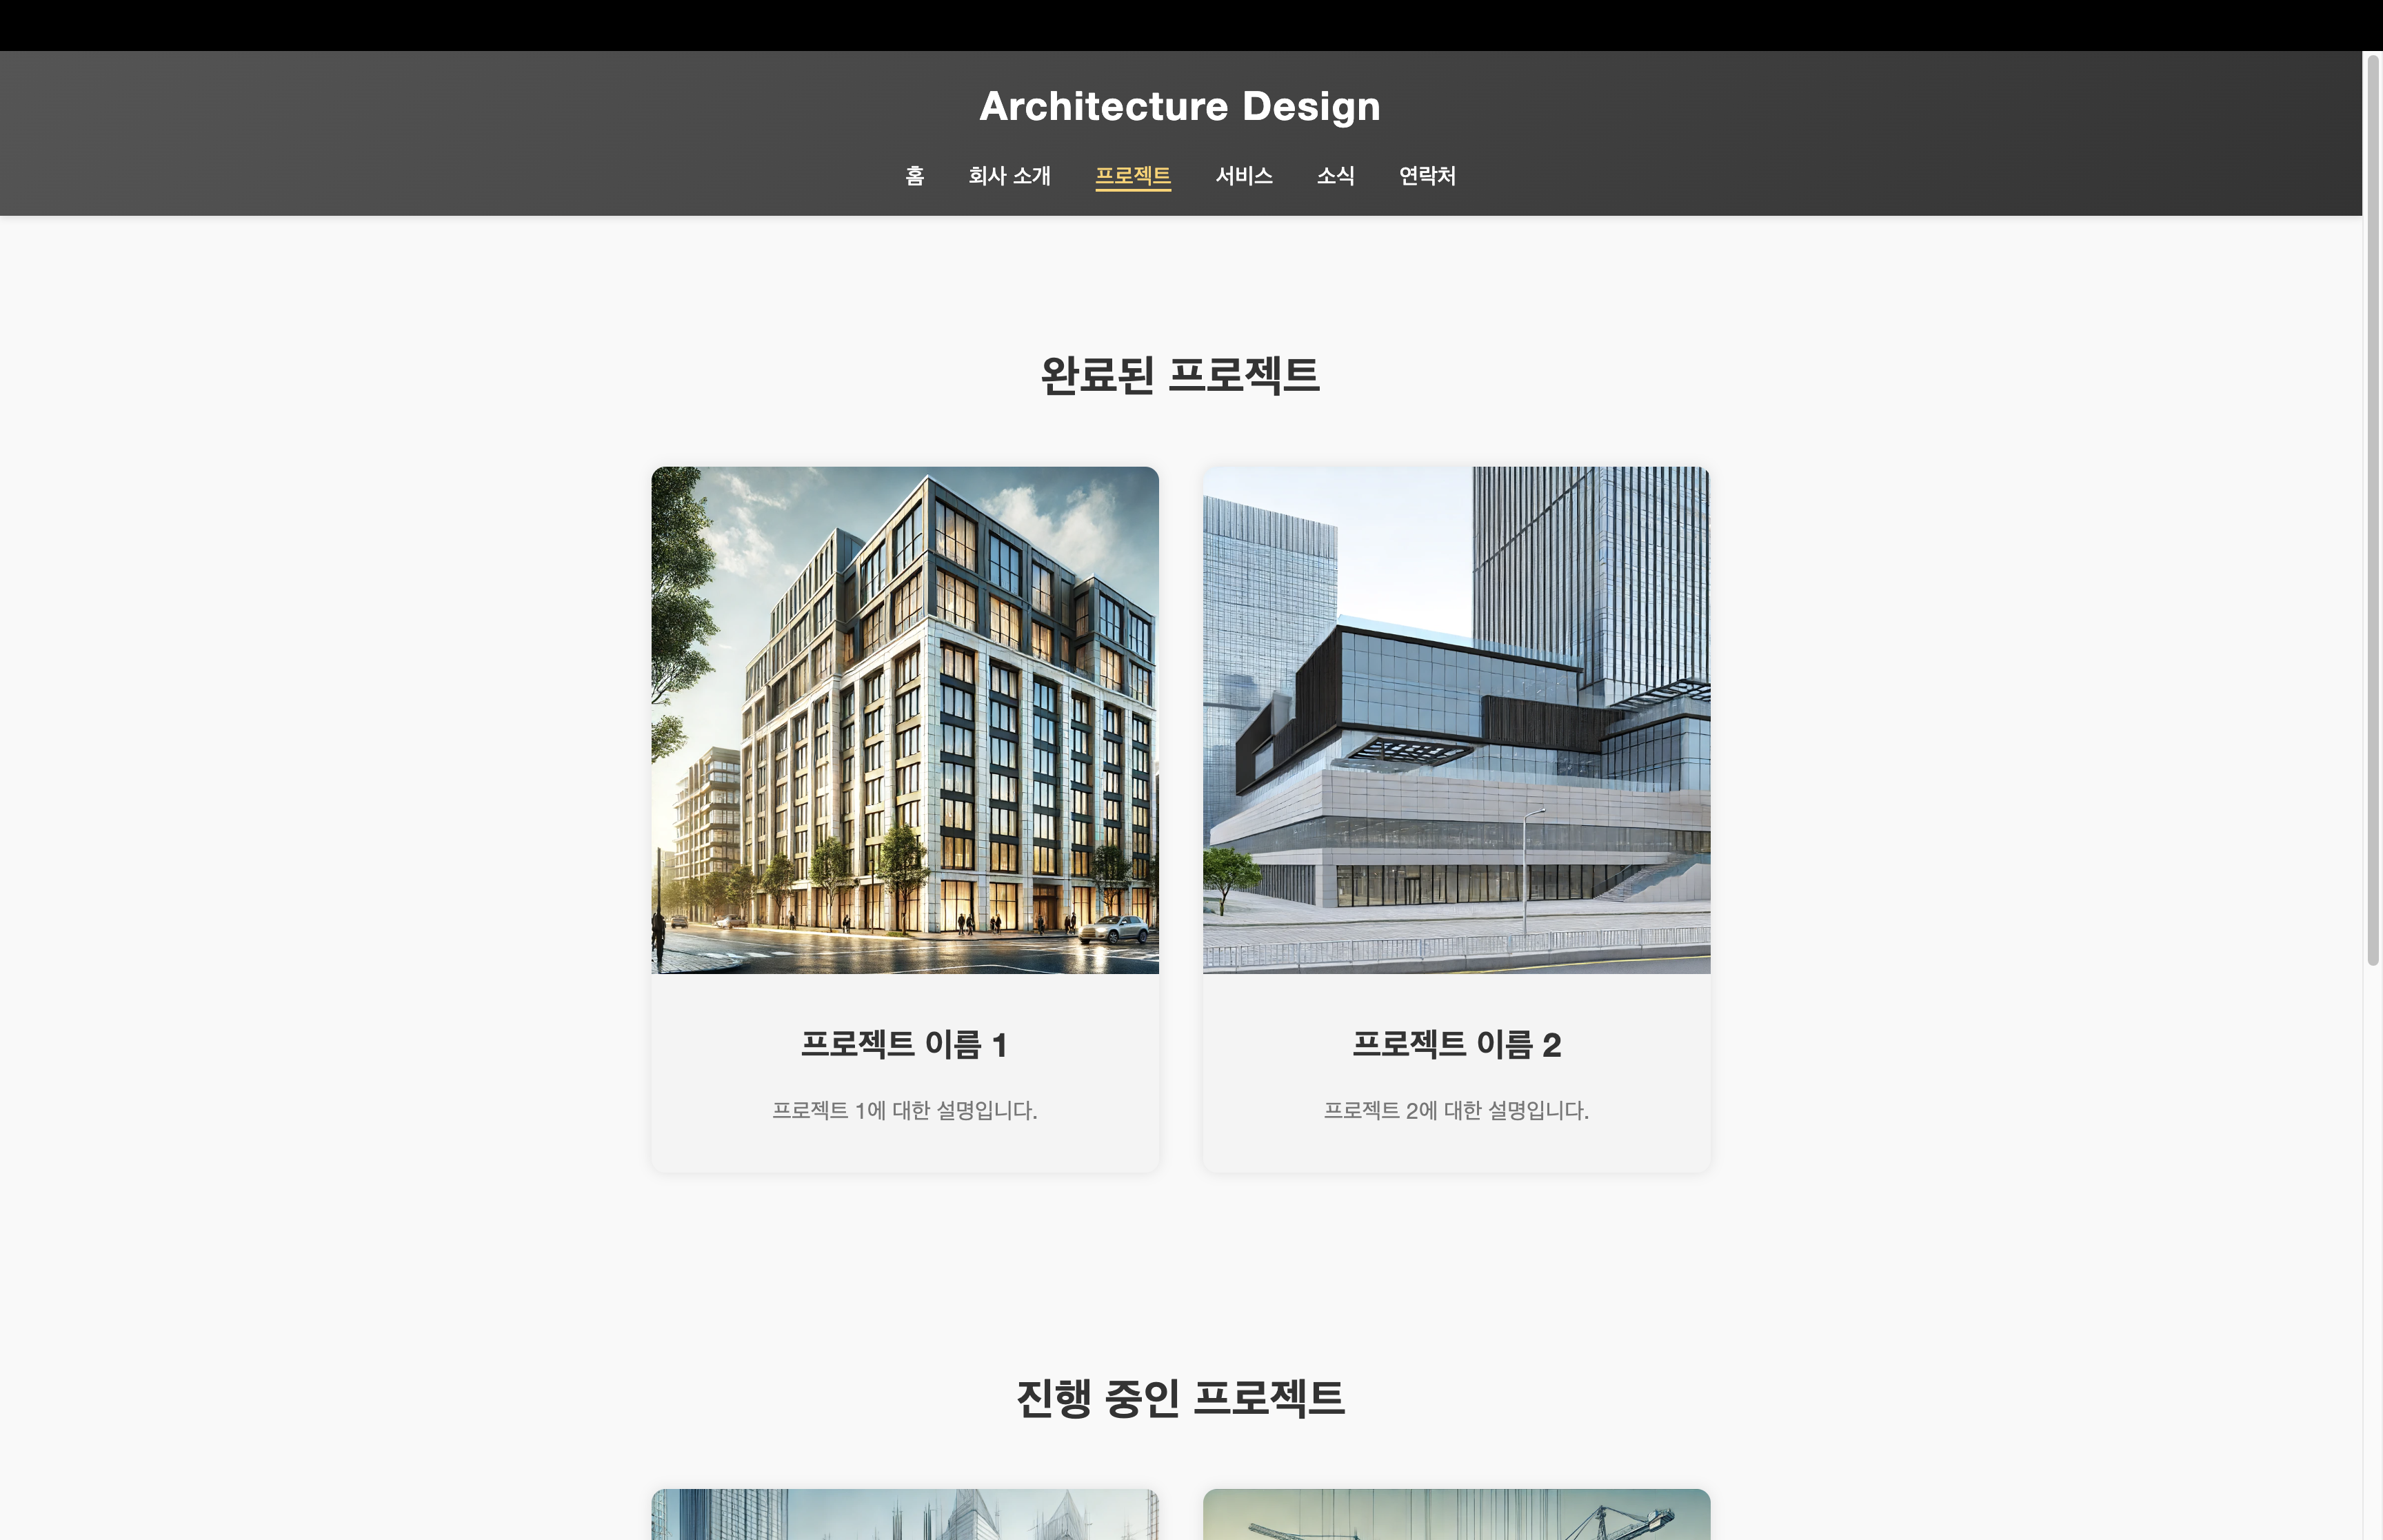 Architecture Design
홈 회사 소개 프로젝트 서비스 소식 연락처
완료된 프로젝트
프로젝트 이름 1
프로젝트 1에 대한 설명입니다.
프로젝트 이름 2
프로젝트 2에 대한 설명입니다.
진행 중인 프로젝트